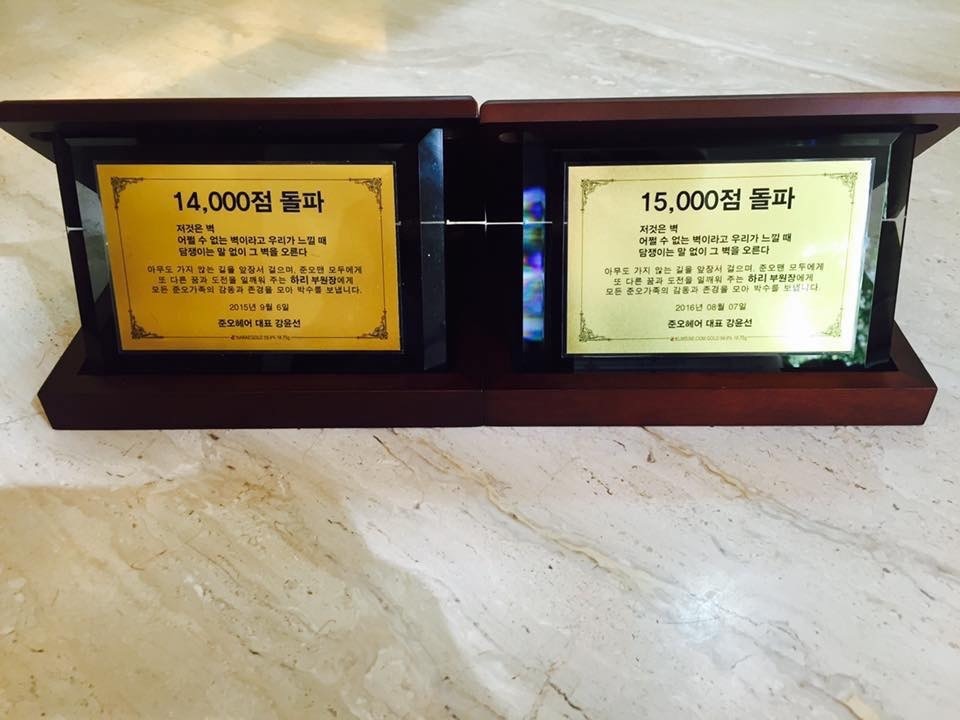 14,000점 돌파
저것은 벽
어쩔 수 없는 벽이라고 우리가 느낄 때
담쟁이는 말 없이 그 벽을 오른다
아무도 가지 않는 길을 앞장서 걸으며, 준오맨 모두에게
또 다른 꿈과 도전을 일깨워 주는 하리 부원장에게
모든 준오가족의 감동과 존경을 모아 박수를 보냅니다.
2015년 9월 6일
준오헤어 대표 강윤선
15,000점 돌파
저것은 벽
어쩔 수 없는 벽이라고 우리가 느낄 때
담쟁이는 말 없이 그 벽을 오른다
아무도 가지 않는 길을 앞장서 걸으며, 준오맨 모두에게
또 다른 꿈과 도전을 일깨워 주는 하리 부원장에게
모든 준오가족의 감동과 존경을 모아 박수를 보냅니다.
2016년 08월 07일
준오헤어 대표 강윤선